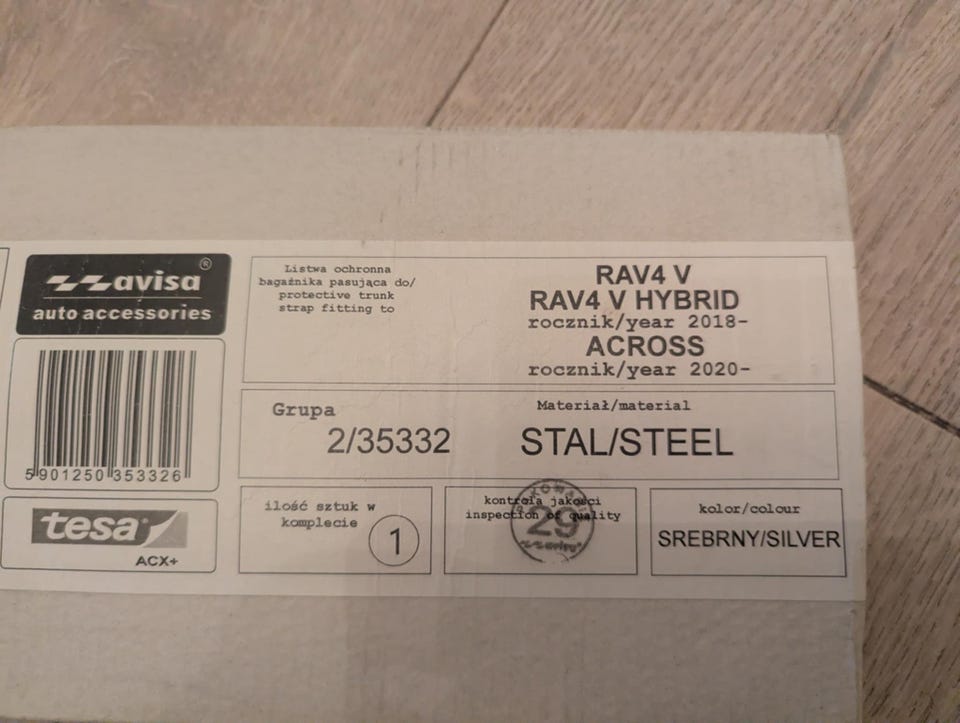 avisa®
auto accessories
5 901250 353326
tesa®
ACX+
Listwa ochronna
bagażnika pasująca do/
protective trunk
strap fitting to
RAV4 V
RAV4 V HYBRID
rocznik/year 2018-
ACROSS
rocznik/year 2020-
Grupa
2/35332
Materiał/material
STAL/STEEL
ilość sztuk w
komplecie
1
kontrola jakości
inspection of quality
29
avisa
kolor/colour
SREBRNY/SILVER